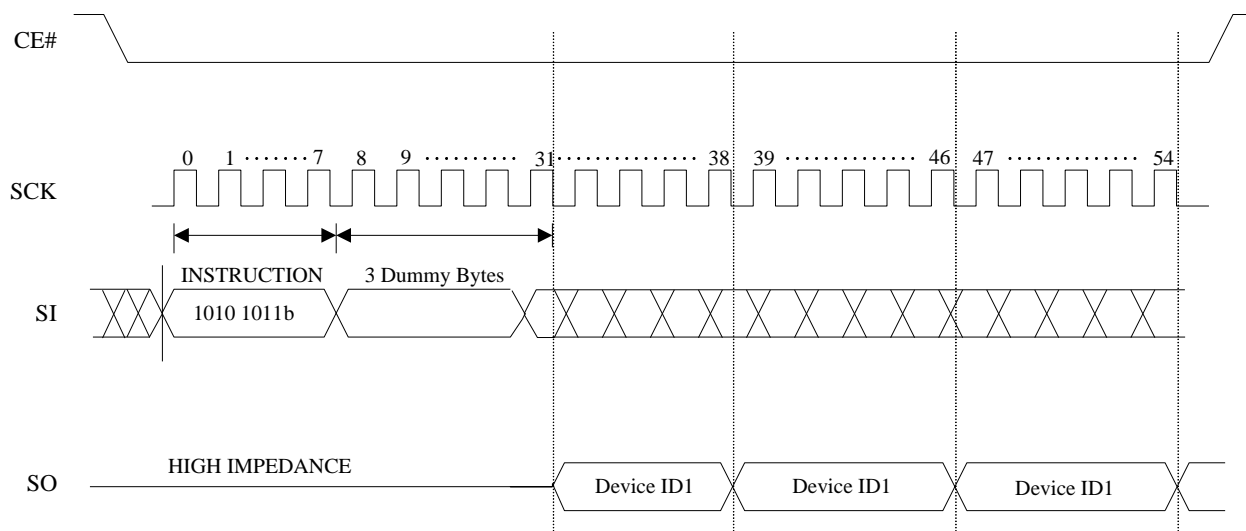 CE#
0 1 ······· 7 8 9 ·········· 31 ·············· 38 39 ············ 46 47 ············ 54
SCK
INSTRUCTION 3 Dummy Bytes
SI 1010 1011b
HIGH IMPEDANCE
SO Device ID1 Device ID1 Device ID1